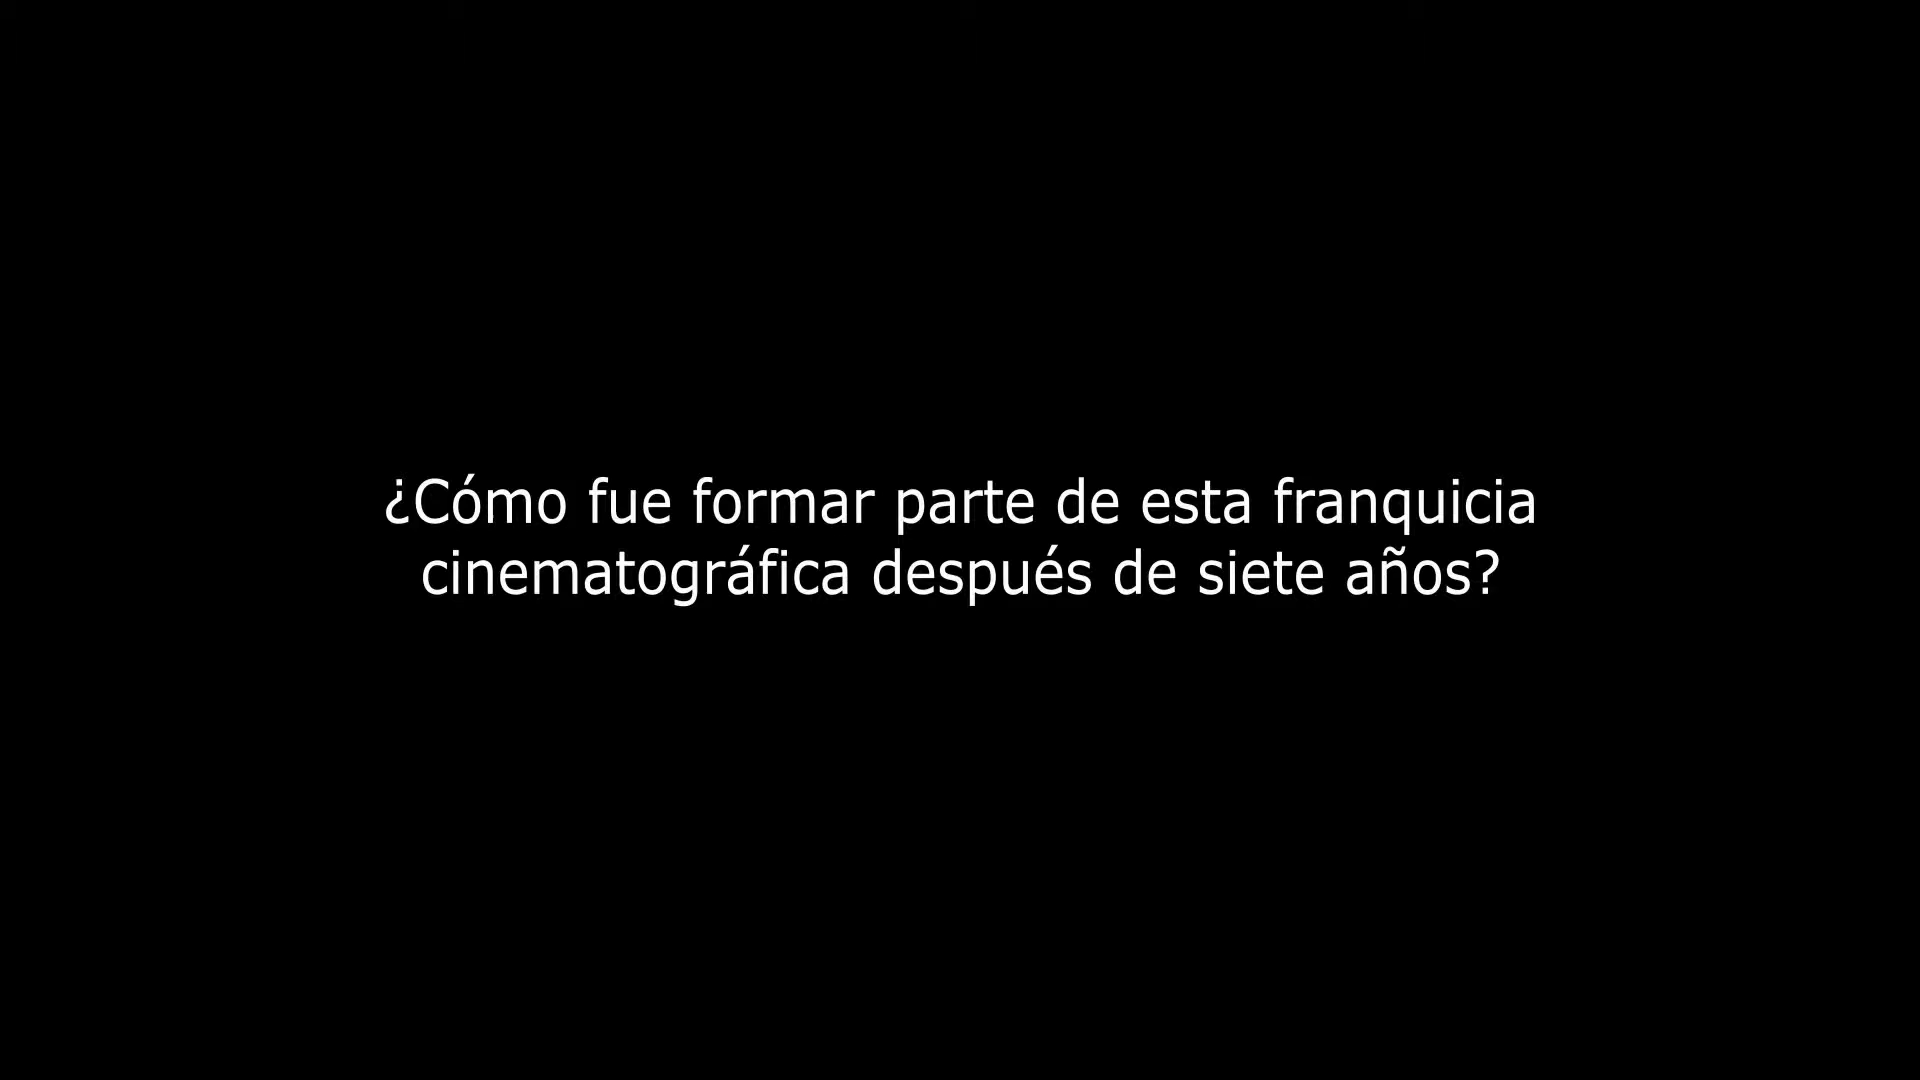 ¿Cómo fue formar parte de esta franquicia
cinematográfica después de siete años?